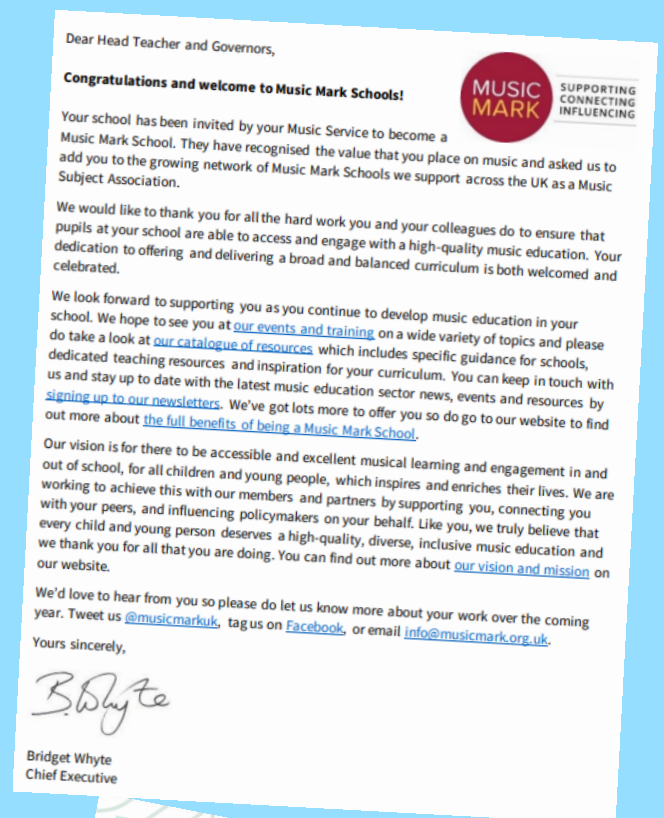 Dear Head Teacher and Governors,
MUSIC
MARK
SUPPORTING
CONNECTING
INFLUENCING
Congratulations and welcome to Music Mark Schools!
Your school has been invited by your Music Service to become a
Music Mark School. They have recognised the value that you place on music and asked us to
add you to the growing network of Music Mark Schools we support across the UK as a Music
Subject Association.
We would like to thank you for all the hard work you and your colleagues do to ensure that
pupils at your school are able to access and engage with a high-quality music education. Your
dedication to offering and delivering a broad and balanced curriculum is both welcomed and
celebrated.
We look forward to supporting you as you continue to develop music education in your
school. We hope to see you at our events and training on a wide variety of topics and please
do take a look at our catalogue of resources which includes specific guidance for schools,
dedicated teaching resources and inspiration for your curriculum. You can keep in touch with
us and stay up to date with the latest music education sector news, events and resources by
signing up to our newsletters. We've got lots more to offer you so do go to our website to find
out more about the full benefits of being a Music Mark School.
Our vision is for there to be accessible and excellent musical learning and engagement in and
out of school, for all children and young people, which inspires and enriches their lives. We are
working to achieve this with our members and partners by supporting you, connecting you
with your peers, and influencing policymakers on your behalf. Like you, we truly believe that
every child and young person deserves a high-quality, diverse, inclusive music education and
we thank you for all that you are doing. You can find out more about our vision and mission on
our website.
We'd love to hear from you so please do let us know more about your work over the coming
year. Tweet us @musicmarkuk, tag us on Facebook, or email info@musicmark.org.uk.
Yours sincerely,
B. Whyte
Bridget Whyte
Chief Executive